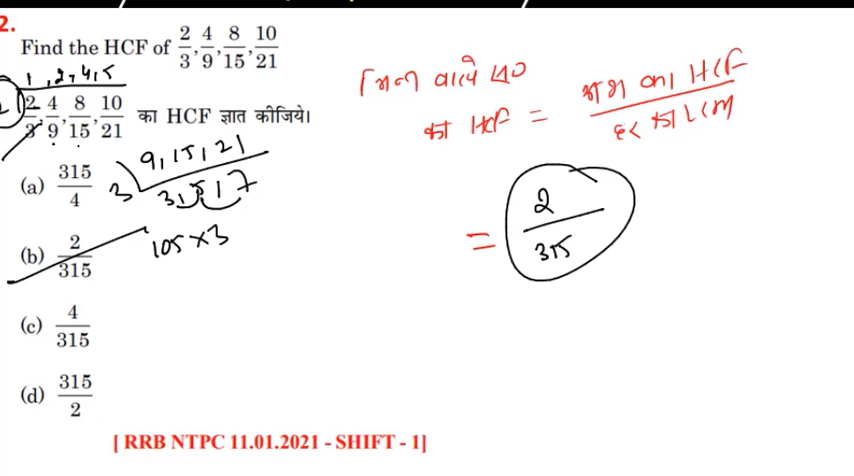 2.
Find the HCF of 2/3, 4/9, 8/15, 10/21
1, 2, 4, 5
2/3, 4/9, 8/15, 10/21 का HCF ज्ञात कीजिये।
(a) 315/4
(b) 2/315
(c) 4/315
(d) 315/2
[ RRB NTPC 11.01.2021 - SHIFT - 1]
3 9, 15, 21
3, 5, 7
105 × 3
भिन्न वाले
का HCF = अंश का HCF / हर का LCM
= 2/315